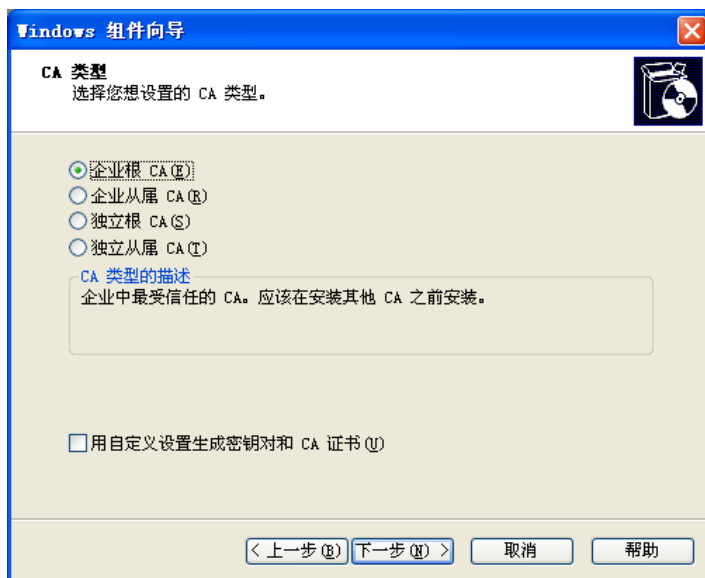 Windows 组件向导
CA 类型
选择您想设置的 CA 类型。
企业根 CA(E)
企业从属 CA(R)
独立根 CA(S)
独立从属 CA(T)
CA 类型的描述
企业中最受信任的 CA。应该在安装其他 CA 之前安装。
用自定义设置生成密钥对和 CA 证书(U)
< 上一步(B) 下一步(N) > 取消 帮助